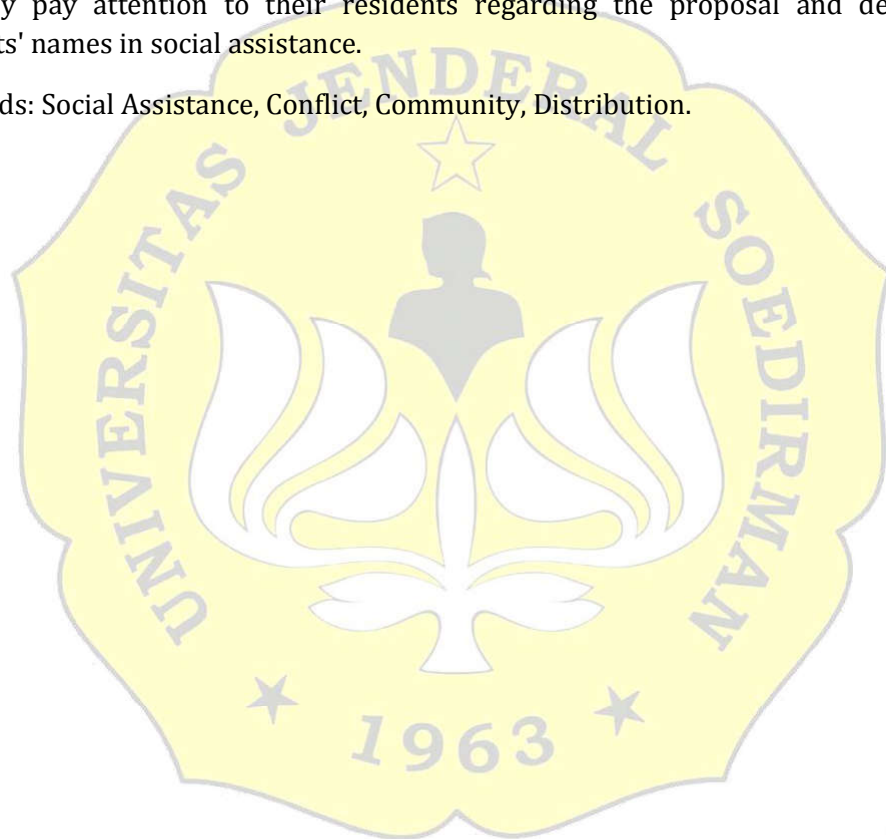 y pay attention to their residents regarding the proposal and de
ts' names in social assistance.
ds: Social Assistance, Conflict, Community, Distribution.
UNIVERSITAS JENDERAL SOEDIRMAN
1963